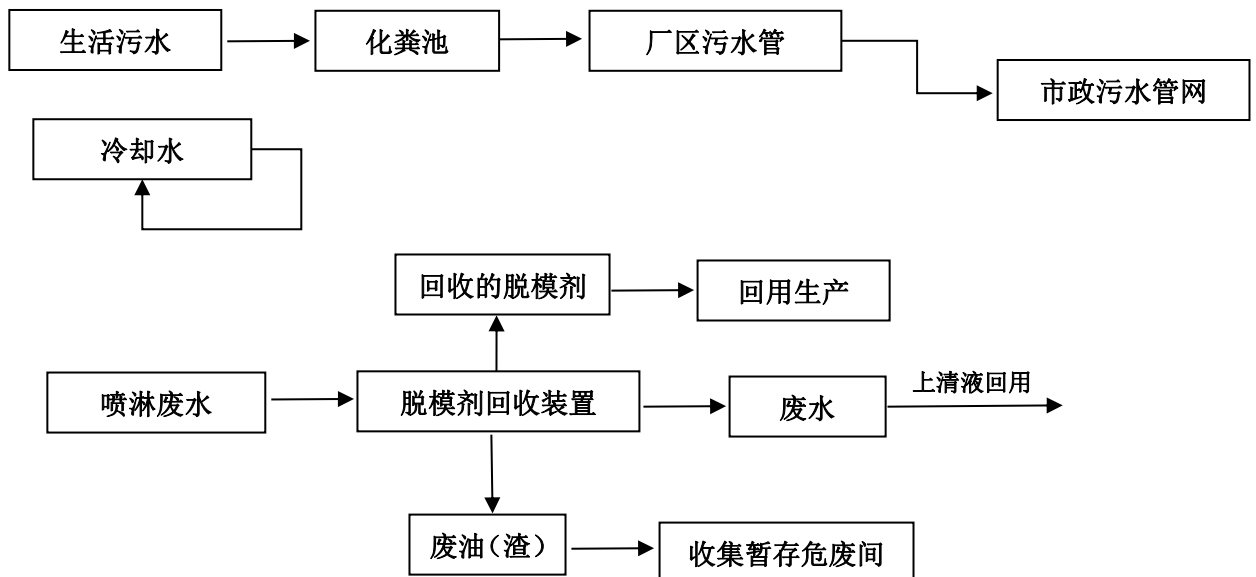 生活污水
化粪池
厂区污水管
市政污水管网
冷却水
回收的脱模剂
回用生产
喷淋废水
脱模剂回收装置
废水
上清液回用
废油（渣）
收集暂存危废间